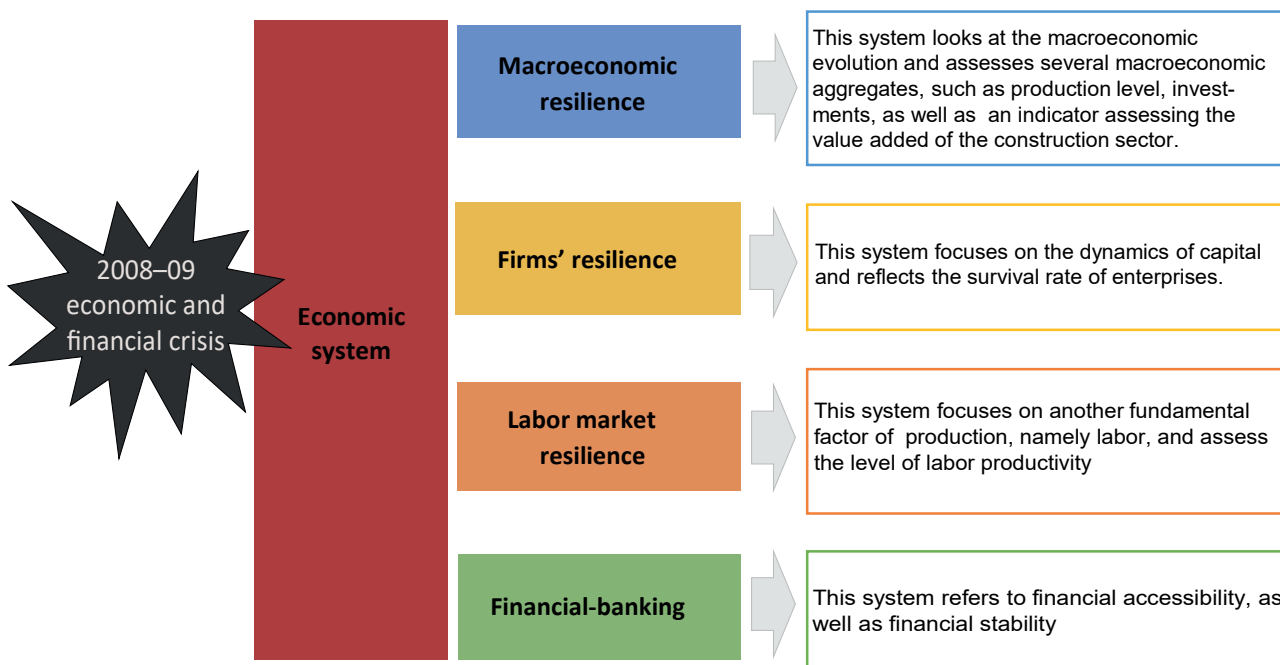 2008–09
economic and
financial crisis
Economic
system
Macroeconomic
resilience
This system looks at the macroeconomic
evolution and assesses several macroeconomic
aggregates, such as production level, invest-
ments, as well as an indicator assessing the
value added of the construction sector.
Firms’ resilience
This system focuses on the dynamics of capital
and reflects the survival rate of enterprises.
Labor market
resilience
This system focuses on another fundamental
factor of production, namely labor, and assess
the level of labor productivity
Financial-banking
This system refers to financial accessibility, as
well as financial stability